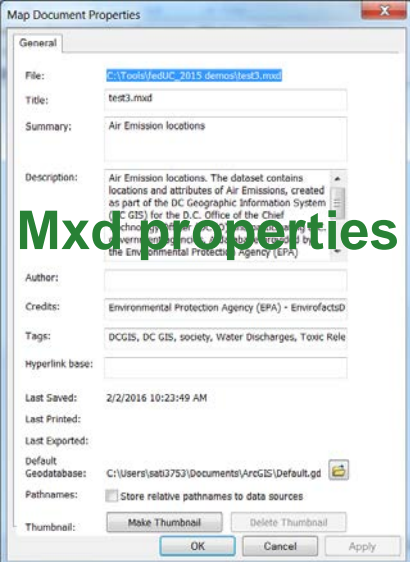 Map Document Properties
General
File: C:\Tools\fedUC_2015 demos\test3.mxd
Title: test3.mxd
Summary: Air Emission locations
Description: Air Emission locations. The dataset contains
locations and attributes of Air Emissions, created
as part of the DC Geographic Information System
GIS) for the D.C. Office of the Chief
Mxd properties
the Environmental Protection Agency (EPA)
Author:
Credits: Environmental Protection Agency (EPA) - EnvirofactsD
Tags: DCGIS, DC GIS, society, Water Discharges, Toxic Rele
Hyperlink base:
Last Saved: 2/2/2016 10:23:49 AM
Last Printed:
Last Exported:
Default
Geodatabase: C:\Users\sati3753\Documents\ArcGIS\Default.gd
Pathnames: Store relative pathnames to data sources
Thumbnail: Make Thumbnail Delete Thumbnail
OK Cancel Apply